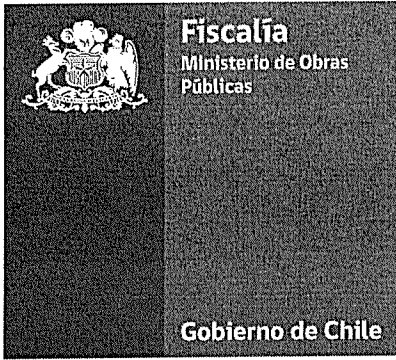 Fiscalía
Ministerio de Obras
Públicas
Gobierno de Chile